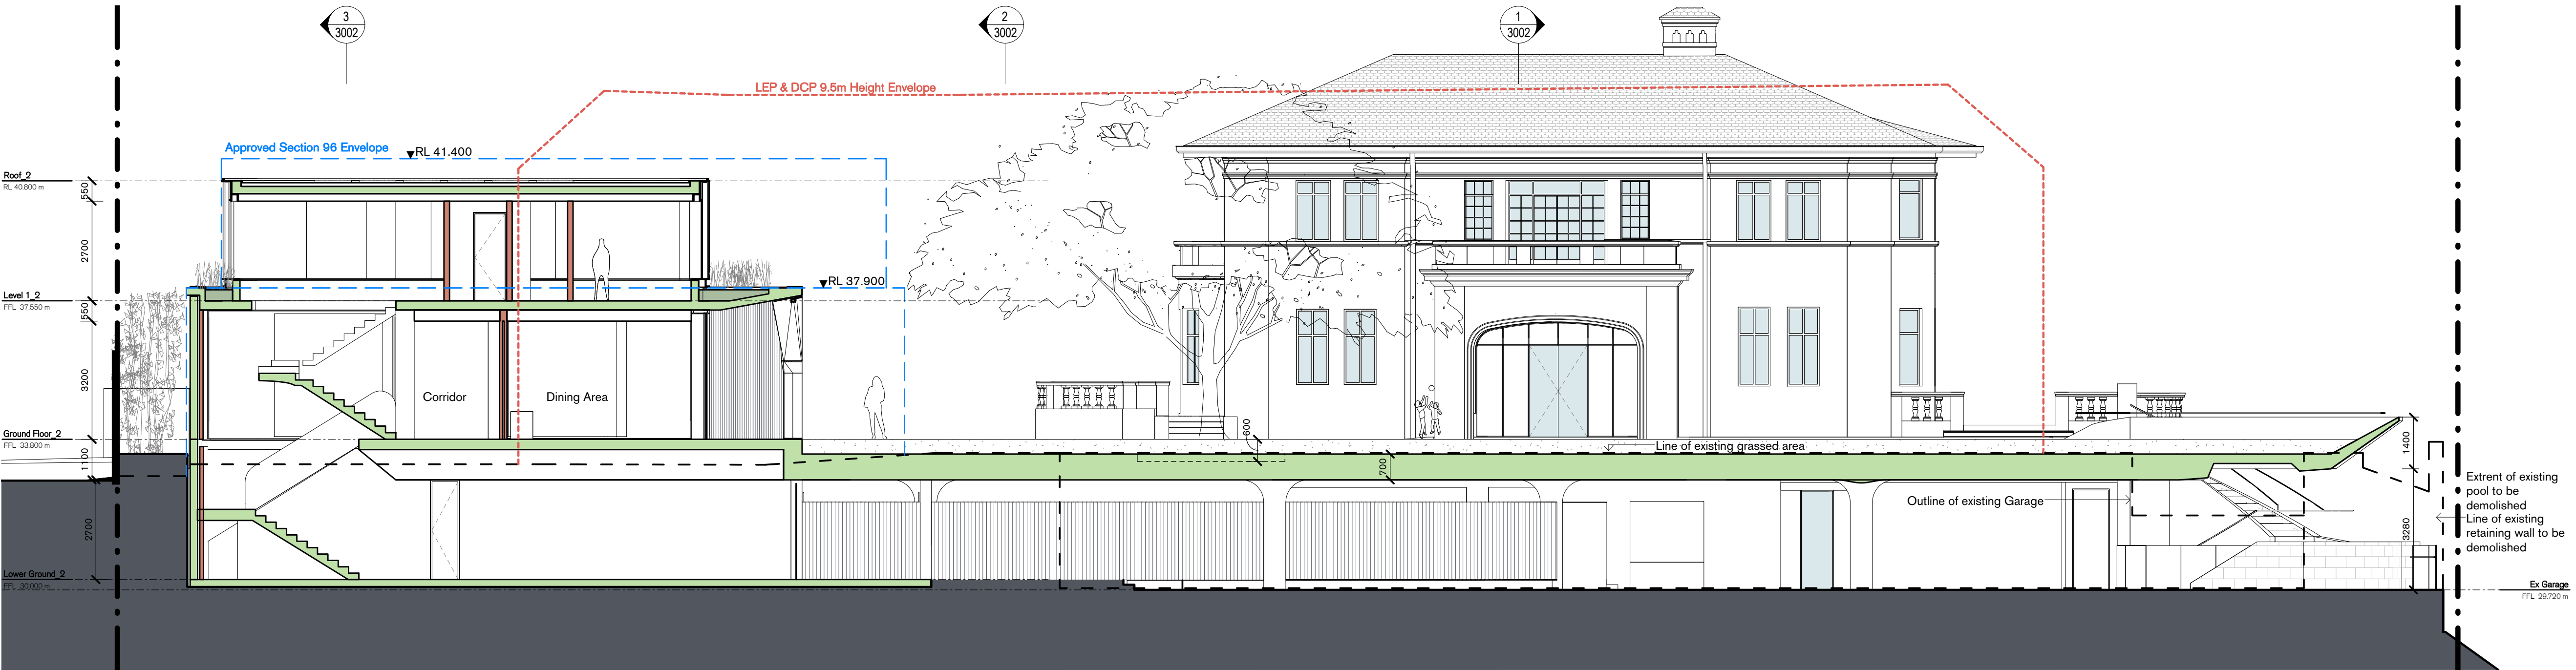 3
3002
2
3002
1
3002
LEP & DCP 9.5m Height Envelope
Approved Section 96 Envelope
RL 41.400
Roof_2
RL 40.800 m
550
2700
RL 37.900
Level 1_2
FFL 37.550 m
550
3200
Corridor
Dining Area
Ground Floor_2
FFL 33.800 m
1100
600
Line of existing grassed area
700
1400
Extrent of existing
pool to be
demolished
Outline of existing Garage
Line of existing
retaining wall to be
demolished
3280
2700
Lower Ground_2
FFL 30.000 m
Ex Garage
FFL 29.720 m